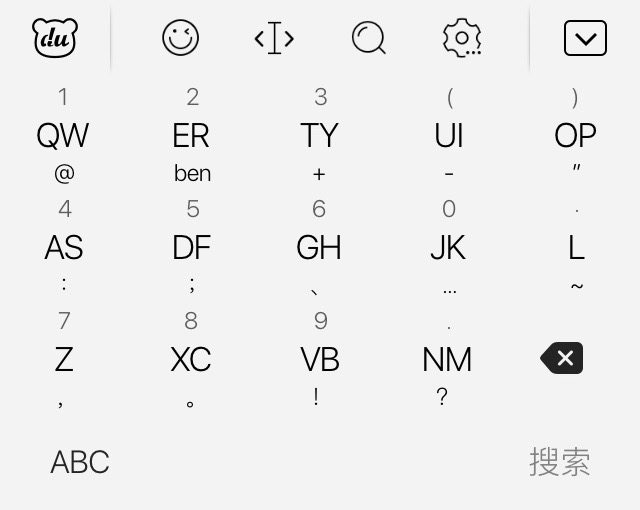 du
1 2 3 ( )
QW ER TY UI OP
@ ben + - "
4 5 6 0 ·
AS DF GH JK L
: ; 、 ... ~
7 8 9 .
Z XC VB NM
, 。 ! ?
ABC 搜索